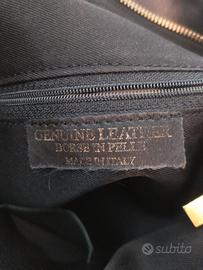 GENUINE LEATHER
BORSE IN PELLE
MADE IN ITALY
subito